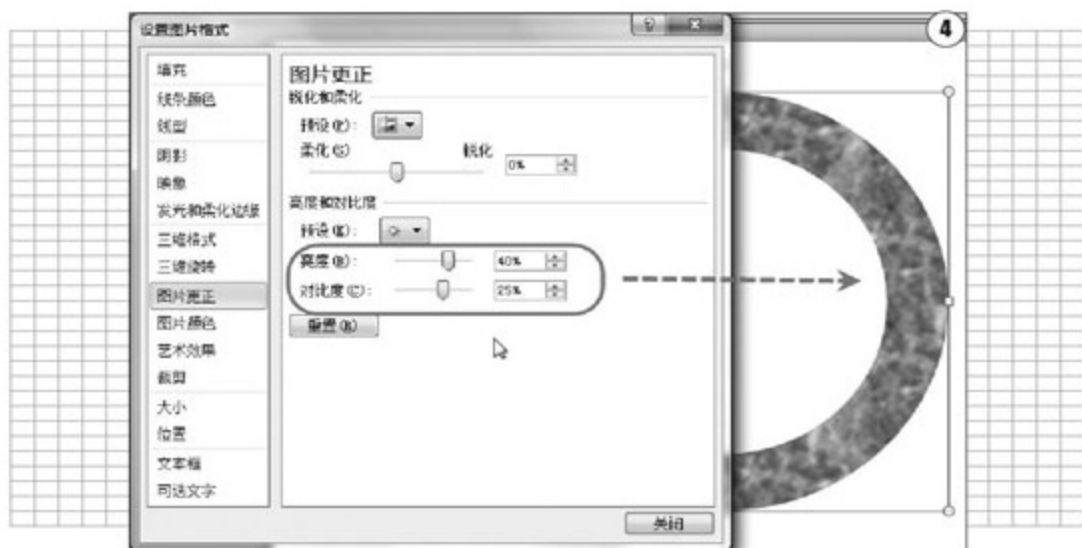 设置图片格式
4
填充
线条颜色
线型
阴影
映像
发光和柔化边缘
三维格式
三维旋转
图片更正
图片颜色
艺术效果
裁剪
大小
位置
文本框
可选文字
图片更正
锐化和柔化
预设(P):
柔化(S) 锐化 0%
亮度和对比度
预设(E):
亮度(B): 40%
对比度(C): 25%
重置(R)
关闭